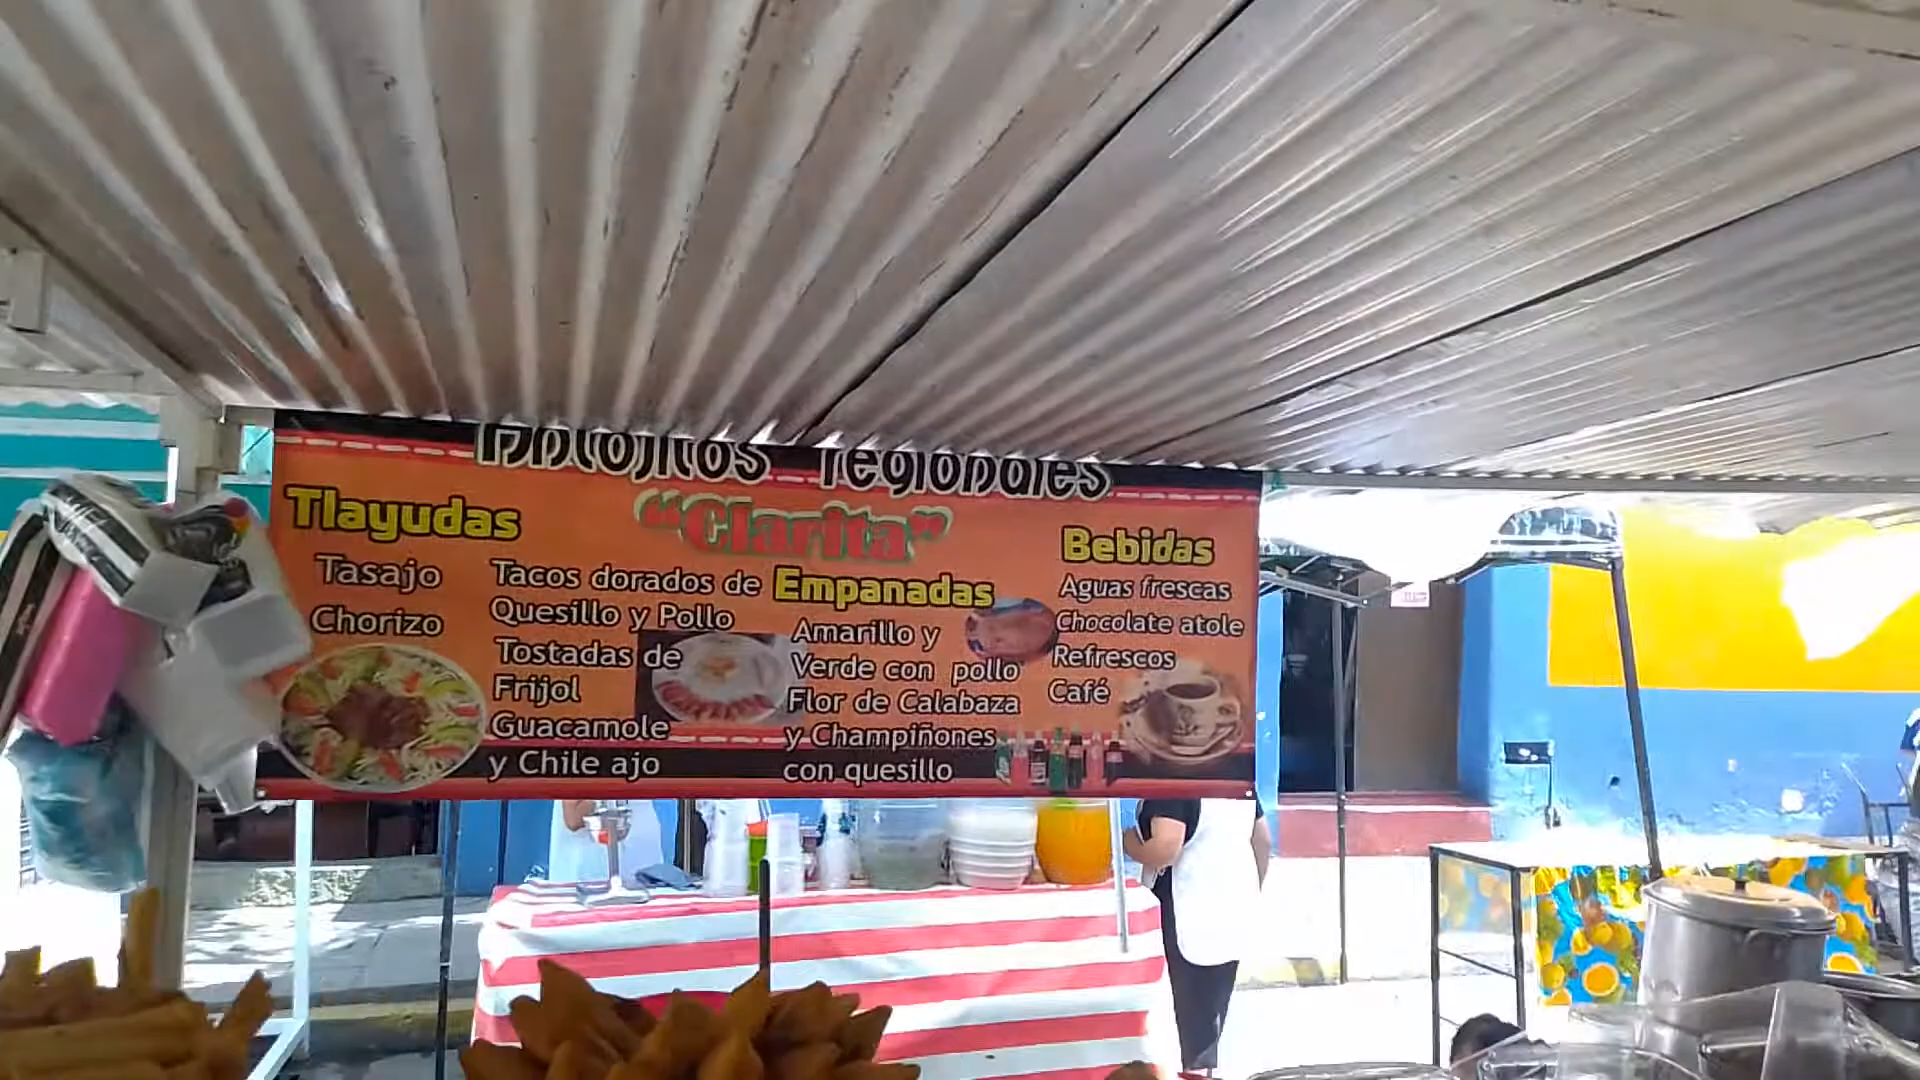 Antojitos regionales
"Clarita"
Tlayudas
Tasajo
Chorizo
Tacos dorados de
Quesillo y Pollo
Tostadas de
Frijol
Guacamole
y Chile ajo
Empanadas
Amarillo y
Verde con pollo
Flor de Calabaza
y Champiñones
con quesillo
Bebidas
Aguas frescas
Chocolate atole
Refrescos
Café